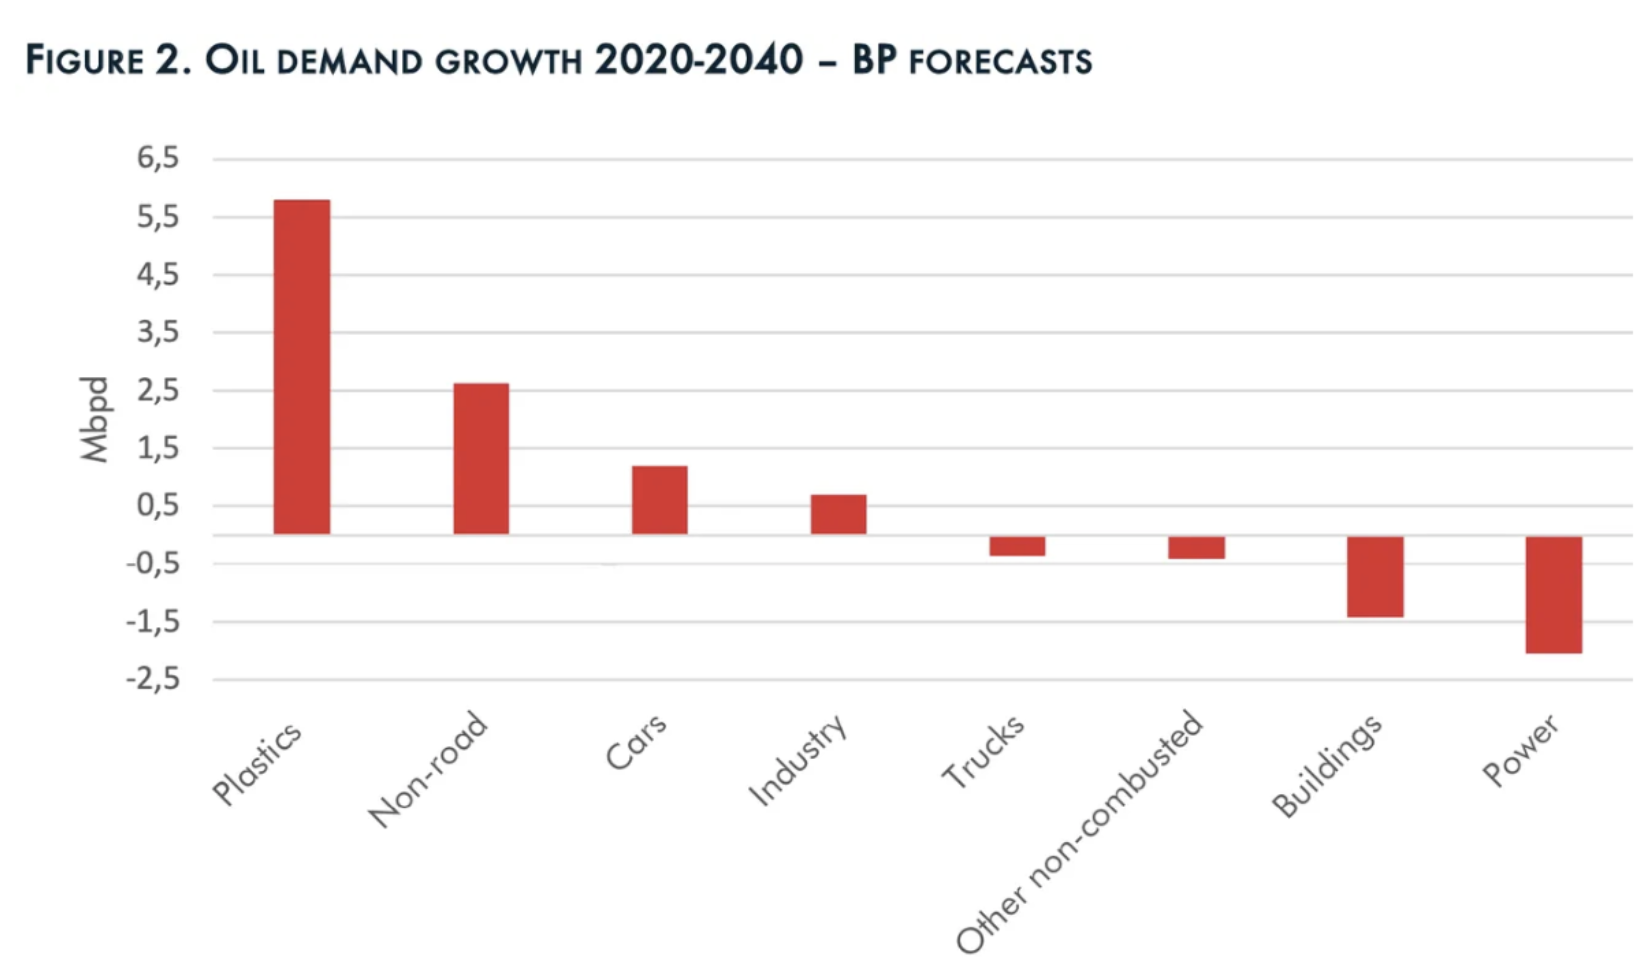 FIGURE 2. OIL DEMAND GROWTH 2020-2040 – BP FORECASTS
6,5
5,5
4,5
3,5
2,5
1,5
0,5
-0,5
-1,5
-2,5
Mbpd
Plastics
Non-road
Cars
Industry
Trucks
Other non-combusted
Buildings
Power